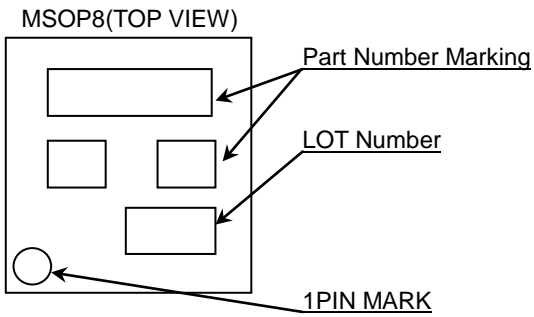 MSOP8(TOP VIEW)
Part Number Marking
LOT Number
1PIN MARK